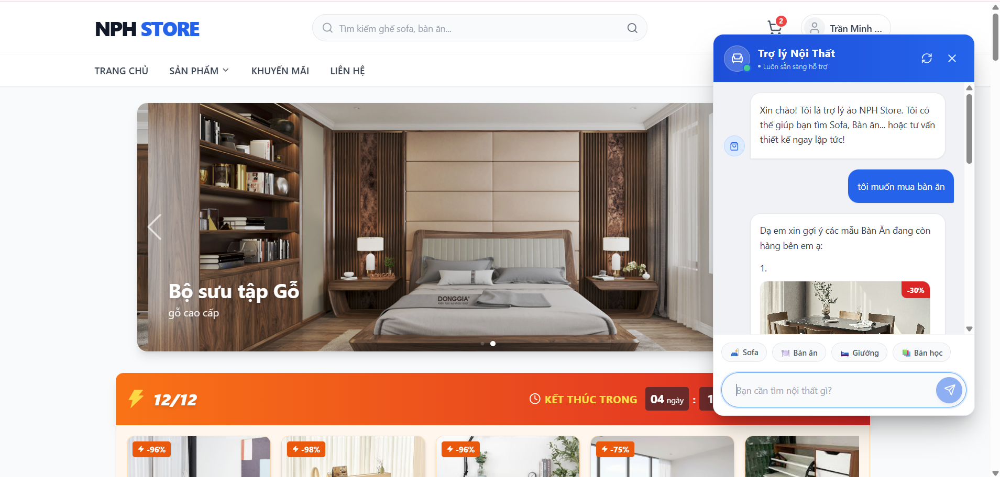 NPH STORE
Tìm kiếm ghế sofa, bàn ăn...
2
Trần Minh ...
TRANG CHỦ
SẢN PHẨM
KHUYẾN MÃI
LIÊN HỆ
DONGGIA
Bộ sưu tập Gỗ
gỗ cao cấp
12/12
KẾT THÚC TRONG
04 ngày
:
1
-96%
-98%
-96%
-75%
Trợ lý Nội Thất
• Luôn sẵn sàng hỗ trợ
Xin chào! Tôi là trợ lý ảo NPH Store. Tôi có
thể giúp bạn tìm Sofa, Bàn ăn... hoặc tư vấn
thiết kế ngay lập tức!
tôi muốn mua bàn ăn
Dạ em xin gợi ý các mẫu Bàn Ăn đang còn
hàng bên em ạ:
1.
-30%
Sofa
Bàn ăn
Giường
Bàn học
Bạn cần tìm nội thất gì?